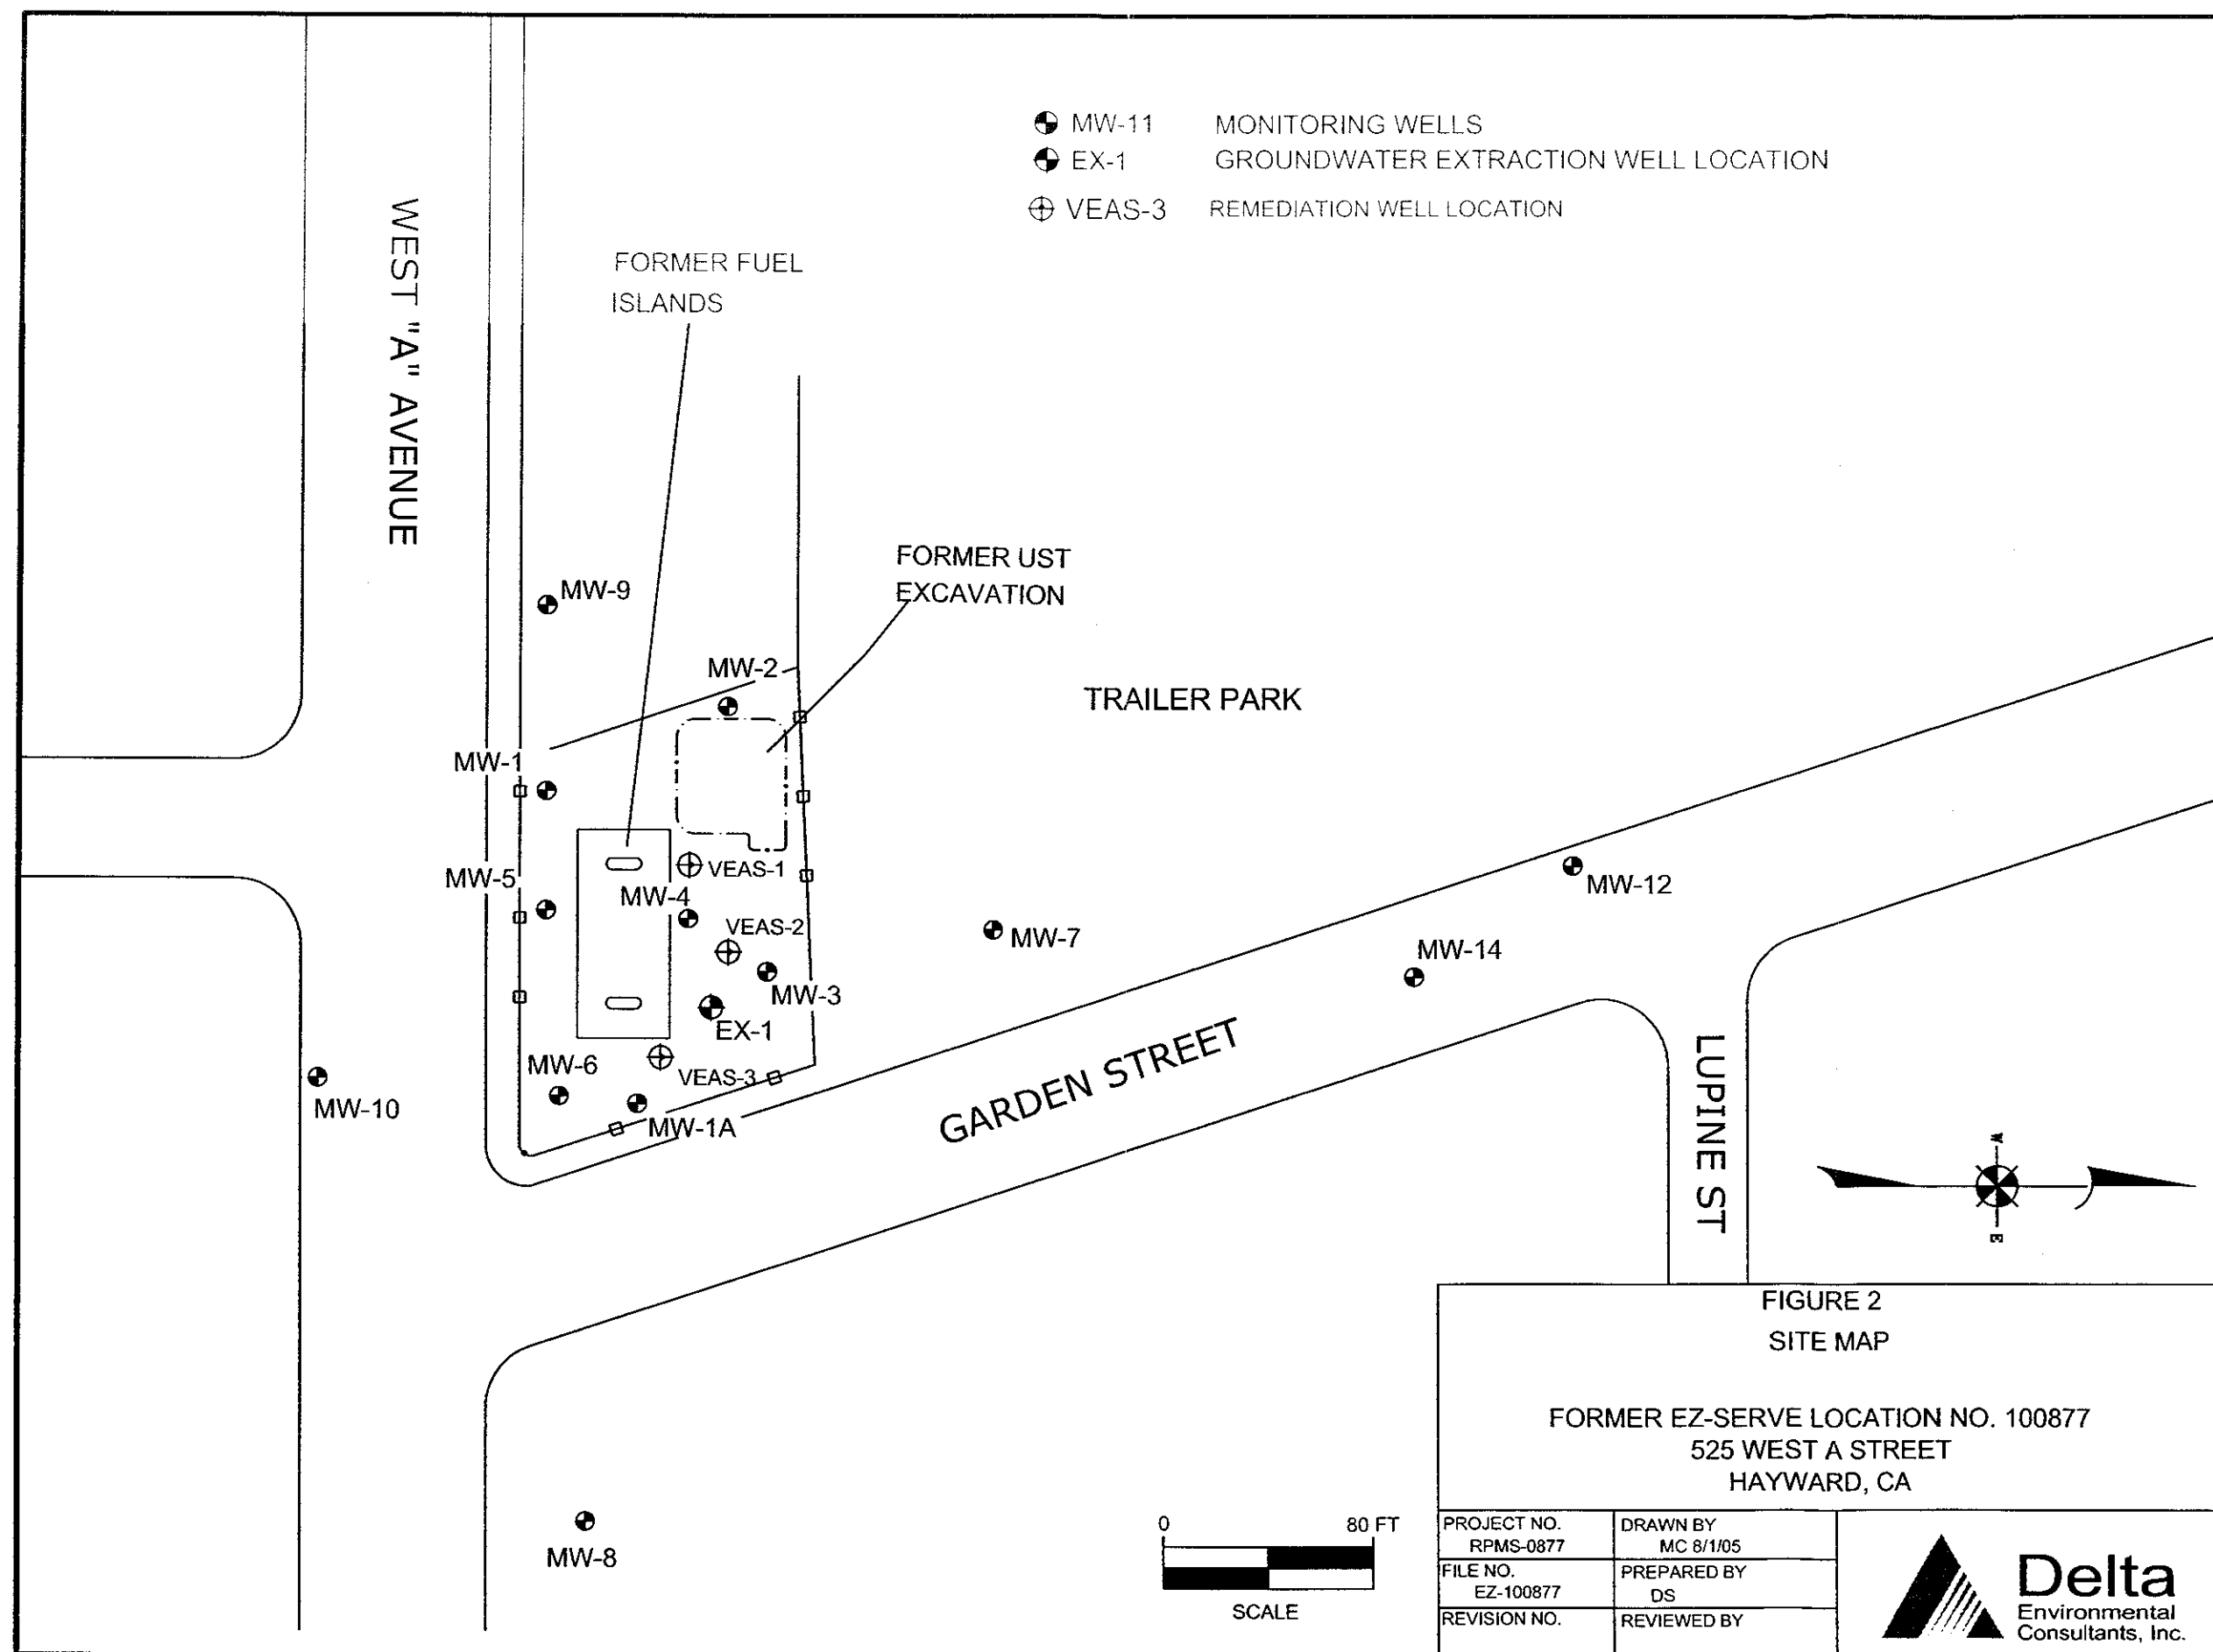 MW-11 MONITORING WELLS
EX-1 GROUNDWATER EXTRACTION WELL LOCATION
VEAS-3 REMEDIATION WELL LOCATION
WEST "A" AVENUE
FORMER FUEL
ISLANDS
FORMER UST
EXCAVATION
MW-9
MW-2
TRAILER PARK
MW-1
VEAS-1
MW-5
MW-4
VEAS-2
MW-12
MW-7
MW-14
MW-3
EX-1
GARDEN STREET
LUPINE ST
MW-6
VEAS-3
MW-10
MW-1A
W
E
FIGURE 2
SITE MAP
FORMER EZ-SERVE LOCATION NO. 100877
525 WEST A STREET
HAYWARD, CA
MW-8
0 80 FT
SCALE
PROJECT NO.
RPMS-0877
DRAWN BY
MC 8/1/05
FILE NO.
EZ-100877
PREPARED BY
DS
REVISION NO.
REVIEWED BY
Delta
Environmental
Consultants, Inc.